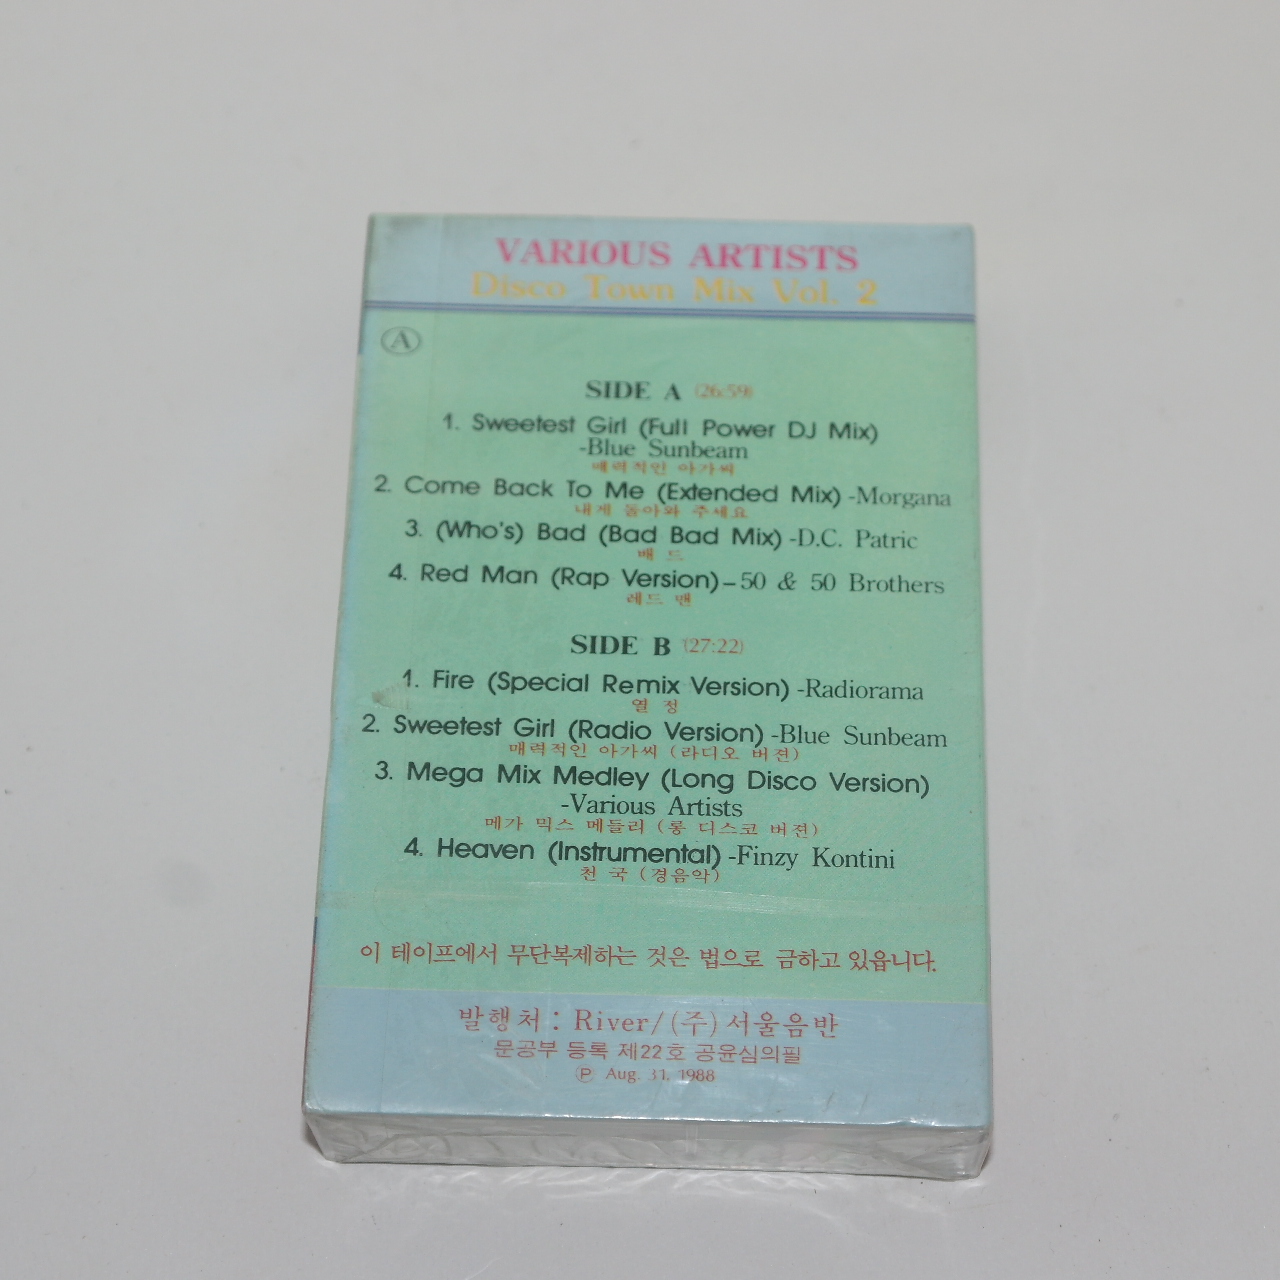 VARIOUS ARTISTS
Disco Town Mix Vol. 2
A
SIDE A (26:59)
1. Sweetest Girl (Full Power DJ Mix)
-Blue Sunbeam
매력적인 아가씨
2. Come Back To Me (Extended Mix) -Morgana
내게 돌아와 주세요
3. (Who's) Bad (Bad Bad Mix) -D.C. Patric
배 드
4. Red Man (Rap Version)–50 & 50 Brothers
레드 맨
SIDE B (27:22)
1. Fire (Special Remix Version) -Radiorama
열 정
2. Sweetest Girl (Radio Version) -Blue Sunbeam
매력적인 아가씨 (라디오 버젼)
3. Mega Mix Medley (Long Disco Version)
-Various Artists
메가 믹스 메들리 (롱 디스코 버젼)
4. Heaven (Instrumental) -Finzy Kontini
천 국 (경음악)
이 테이프에서 무단복제하는 것은 법으로 금하고 있읍니다.
발행처 : River/(주)서울음반
문공부 등록 제22호 공윤심의필
Ⓟ Aug. 31. 1988